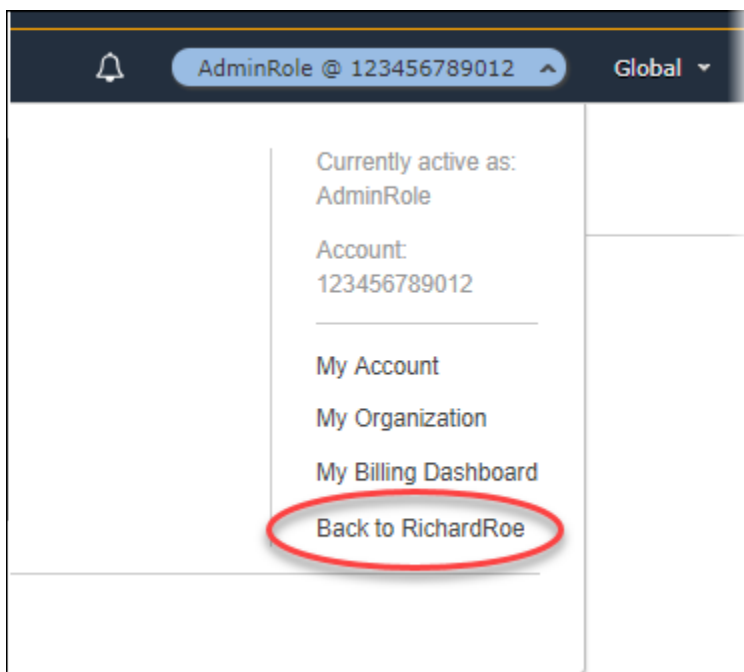 AdminRole @ 123456789012
Global
Currently active as:
AdminRole
Account:
123456789012
My Account
My Organization
My Billing Dashboard
Back to RichardRoe